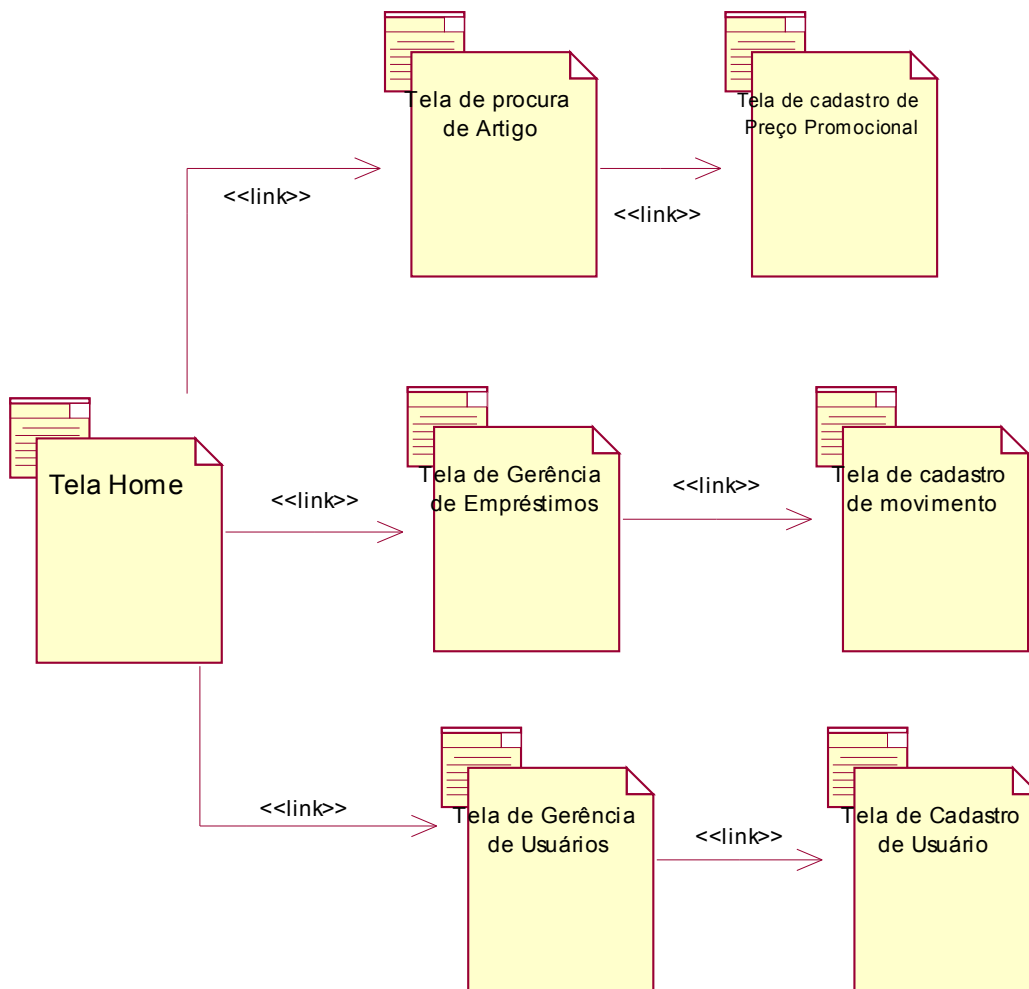 Tela de procura
de Artigo
Tela de cadastro de
Preço Promocional
<<link>>
<<link>>
Tela Home
<<link>>
Tela de Gerência
de Empréstimos
<<link>>
Tela de cadastro
de movimento
<<link>>
Tela de Gerência
de Usuários
<<link>>
Tela de Cadastro
de Usuário